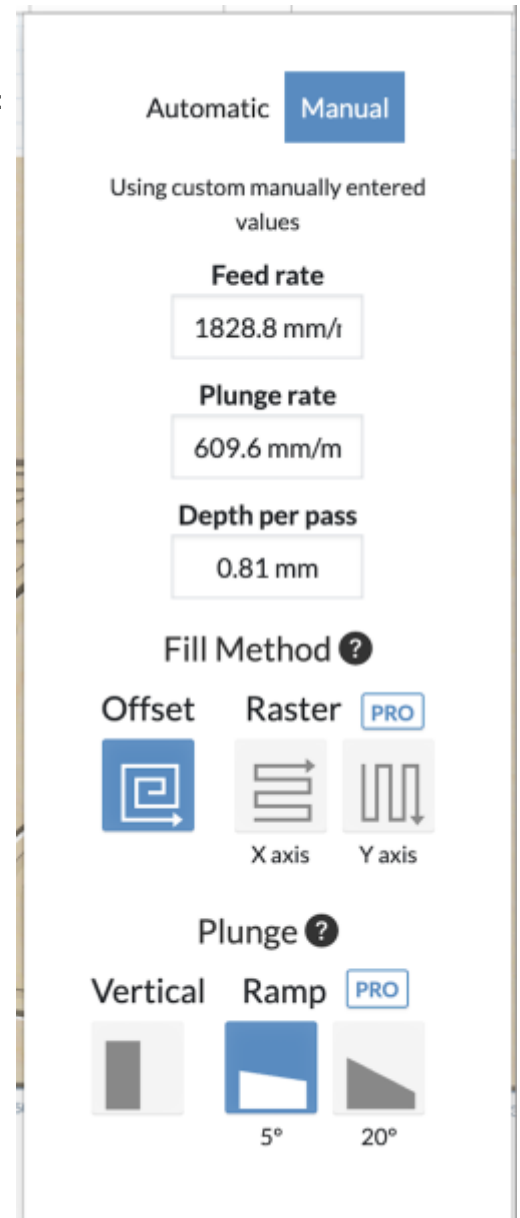 Automatic Manual
Using custom manually entered
values
Feed rate
1828.8 mm/
Plunge rate
609.6 mm/m
Depth per pass
0.81 mm
Fill Method ?
Offset Raster PRO
X axis Y axis
Plunge ?
Vertical Ramp PRO
5° 20°